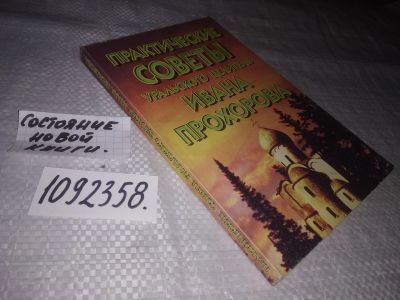 ПРАКТИЧЕСКИЕ
СОВЕТЫ
УРАЛЬСКОГО ЦЕЛИТЕЛЯ
ИВАНА
ПРОХОРОВА
СОСТОЯНИЕ
НОВОЙ
КНИГИ.
1092358.